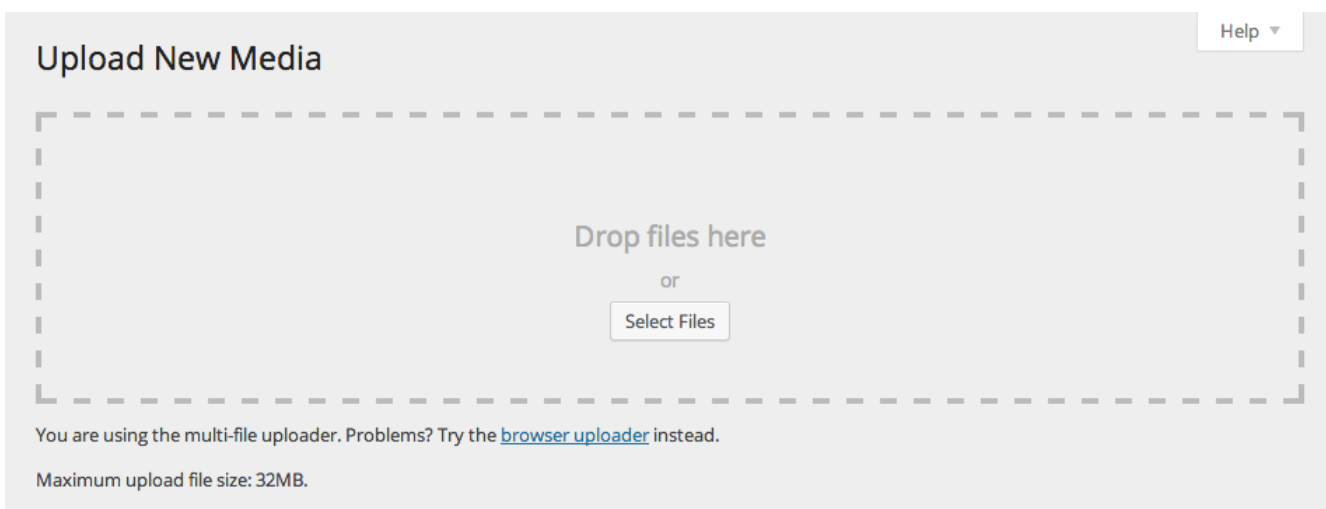 Help
Upload New Media
Drop files here
or
Select Files
You are using the multi-file uploader. Problems? Try the browser uploader instead.
Maximum upload file size: 32MB.